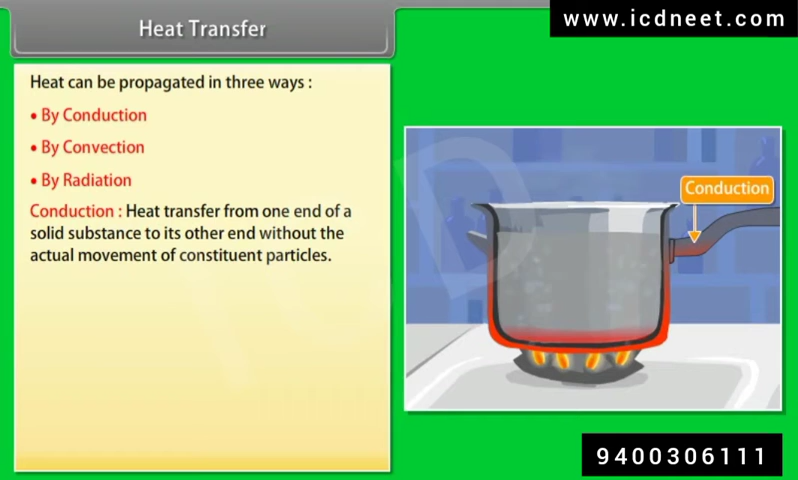 Heat Transfer
www.icdneet.com
Heat can be propagated in three ways :
• By Conduction
• By Convection
• By Radiation
Conduction : Heat transfer from one end of a
solid substance to its other end without the
actual movement of constituent particles.
Conduction
9400306111